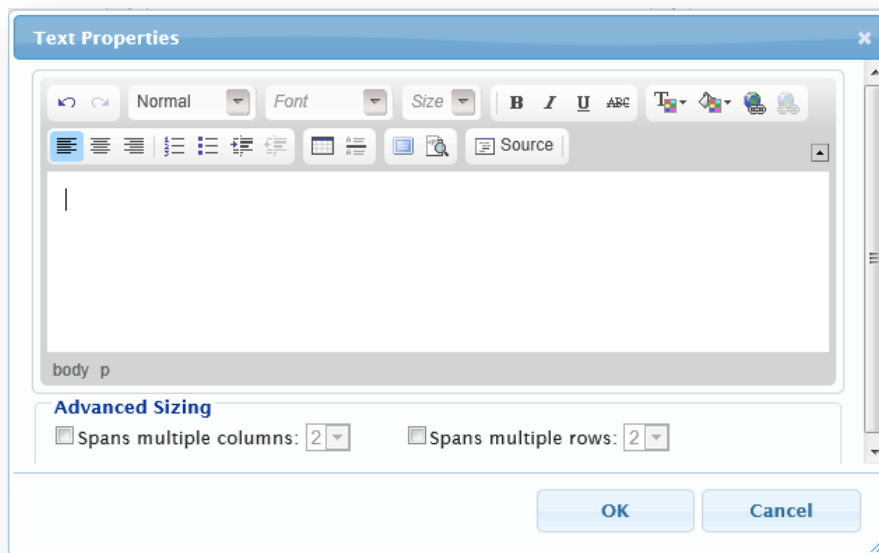 Text Properties
Normal Font Size B I U ABC T
Source
body p
Advanced Sizing
Spans multiple columns: 2 Spans multiple rows: 2
OK Cancel